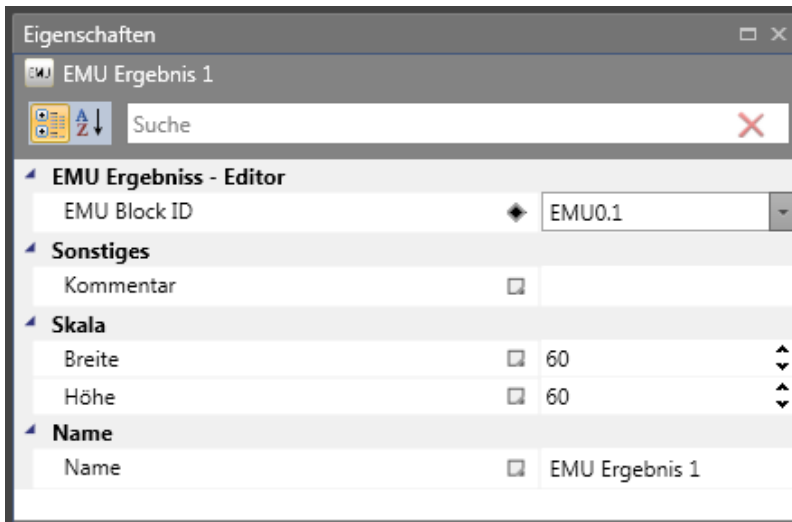 Eigenschaften
EMU EMU Ergebnis 1
A Z Suche
EMU Ergebniss - Editor
EMU Block ID EMU0.1
Sonstiges
Kommentar
Skala
Breite 60
Höhe 60
Name
Name EMU Ergebnis 1